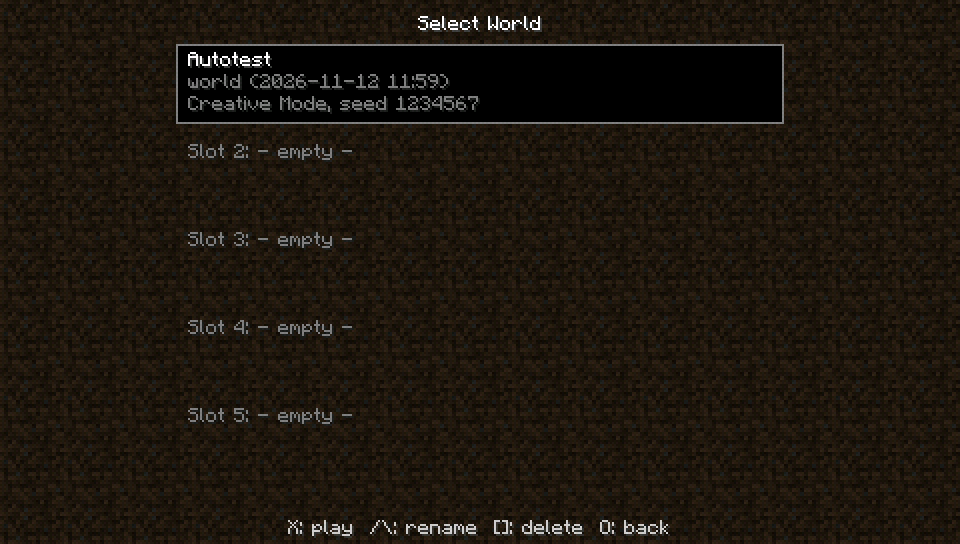 Select World
Autotest
world (2026-11-12 11:59)
Creative Mode, seed 1234567
Slot 2: - empty -
Slot 3: - empty -
Slot 4: - empty -
Slot 5: - empty -
X: play /\: rename []: delete O: back